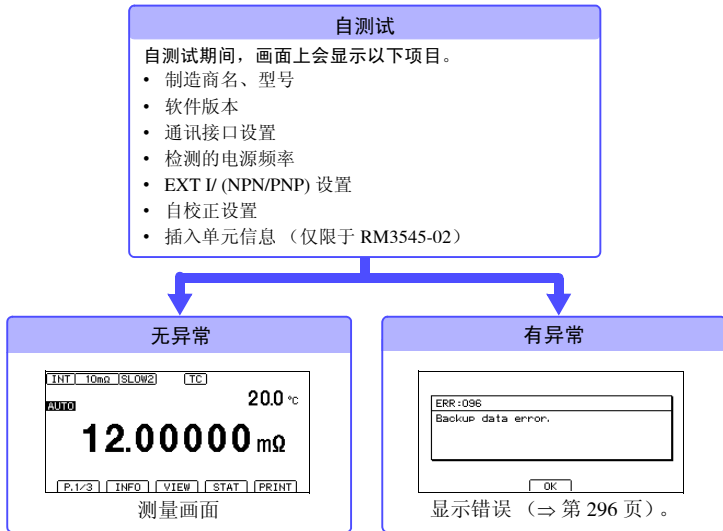 自测试
自测试期间，画面上会显示以下项目。
• 制造商名、型号
• 软件版本
• 通讯接口设置
• 检测的电源频率
• EXT I/ (NPN/PNP) 设置
• 自校正设置
• 插入单元信息 （仅限于 RM3545-02）
无异常
INT 10mΩ SLOW2 TC
AUTO 20.0 ℃
12.00000 mΩ
P.1/3 INFO VIEW STAT PRINT
测量画面
有异常
ERR:096
Backup data error.
OK
显示错误 （⇒ 第 296 页）。